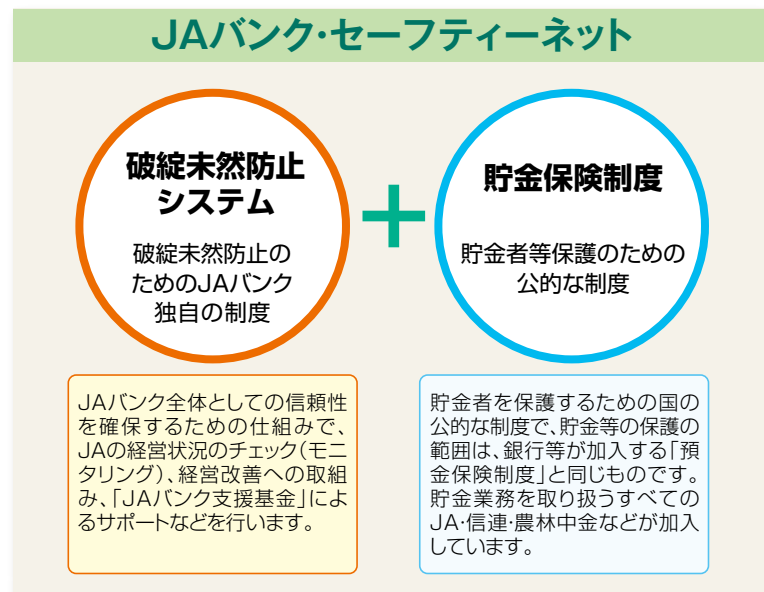 JAバンク・セーフティーネット
破綻未然防止
システム
破綻未然防止の
ためのJAバンク
独自の制度
+
貯金保険制度
貯金者等保護のための
公的な制度
JAバンク全体としての信頼性
を確保するための仕組みで、
JAの経営状況のチェック(モニ
タリング)、経営改善への取組
み、「JAバンク支援基金」によ
るサポートなどを行います。
貯金者を保護するための国の
公的な制度で、貯金等の保護の
範囲は、銀行等が加入する「預
金保険制度」と同じものです。
貯金業務を取り扱うすべての
JA・信連・農林中金などが加入
しています。